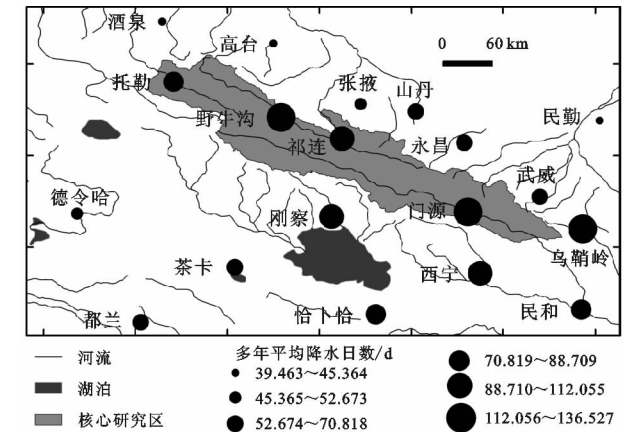 酒泉
高台
0 60 km
托勒
张掖
山丹
野牛沟
民勤
祁连
永昌
武威
德令哈
刚察
门源
乌鞘岭
茶卡
西宁
都兰
恰卜恰
民和
河流
湖泊
核心研究区
多年平均降水日数/d
39.463～45.364
45.365～52.673
52.674～70.818
70.819～88.709
88.710～112.055
112.056～136.527